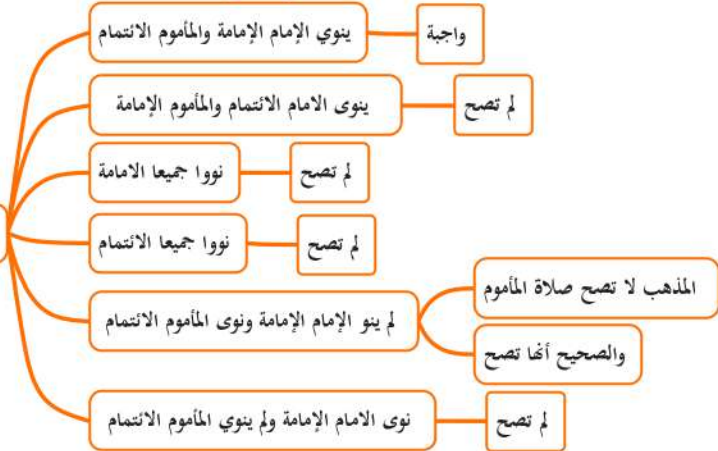 ينوي الإمام الإمامة والمأموم الائتمام
واجبة
ينوى الامام الائتمام والمأموم الإمامة
لم تصح
نووا جميعا الامامة
لم تصح
نووا جميعا الائتمام
لم تصح
لم ينو الإمام الإمامة ونوى المأموم الائتمام
المذهب لا تصح صلاة المأموم
والصحيح أنها تصح
نوى الامام الإمامة ولم ينوي المأموم الائتمام
لم تصح